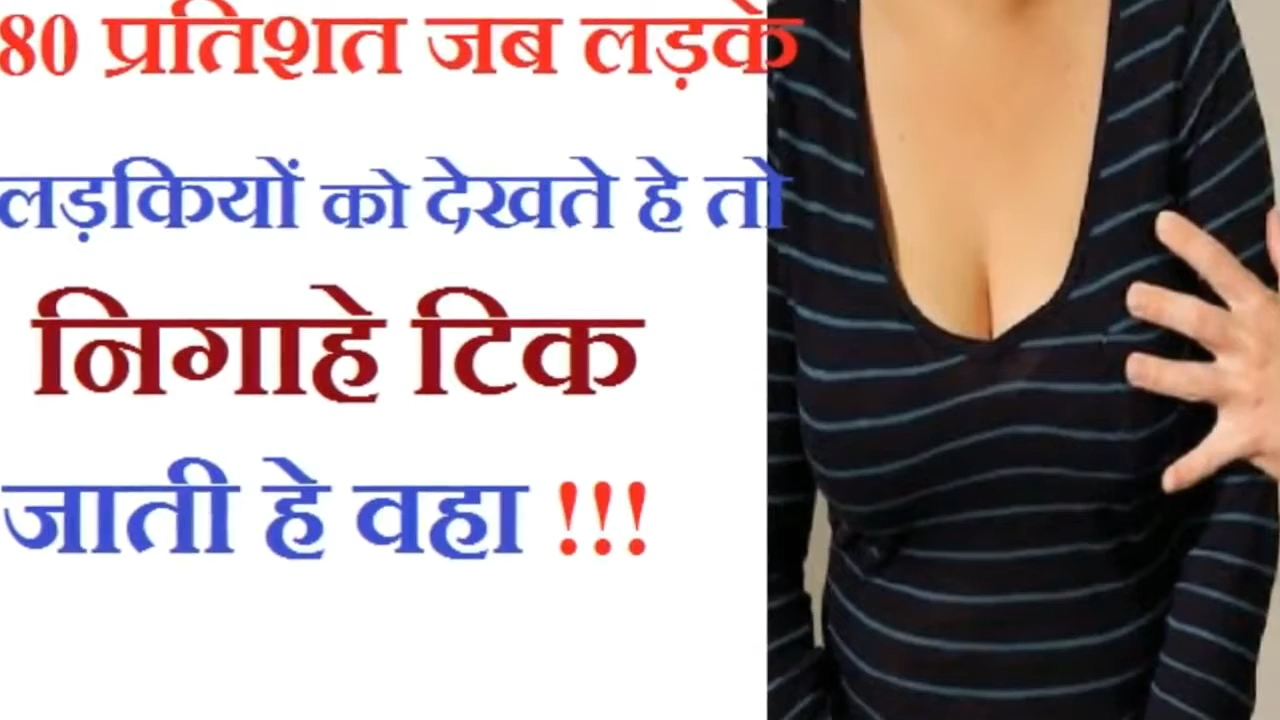 80 प्रतिशत जब लड़के
लड़कियों को देखते हे तो
निगाहे टिक
जाती हे वहा !!!